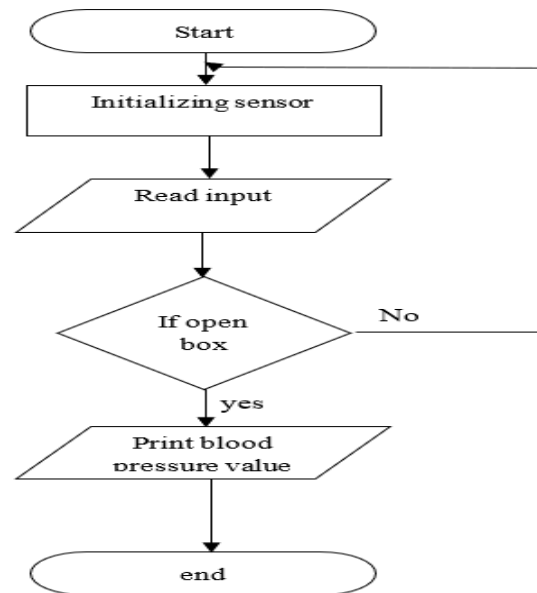 Start
Initializing sensor
Read input
If open
box
No
yes
Print blood
pressure value
end